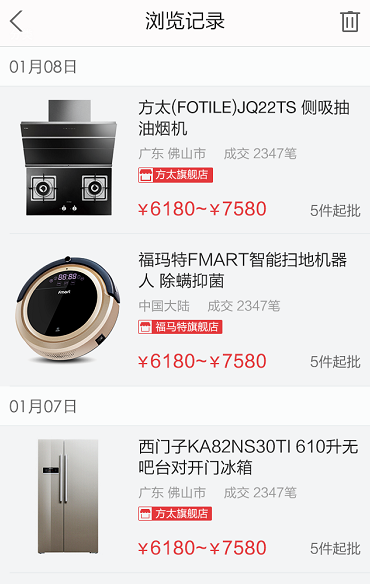 浏览记录
01月08日
方太(FOTILE)JQ22TS 侧吸抽
油烟机
广东 佛山市 成交 2347笔
方太旗舰店
¥6180~¥7580 5件起批
福玛特FMART智能扫地机器
人 除螨抑菌
中国大陆 成交 2347笔
福马特旗舰店
¥6180~¥7580 5件起批
01月07日
西门子KA82NS30TI 610升无
吧台对开门冰箱
广东 佛山市 成交 2347笔
方太旗舰店
¥6180~¥7580 5件起批